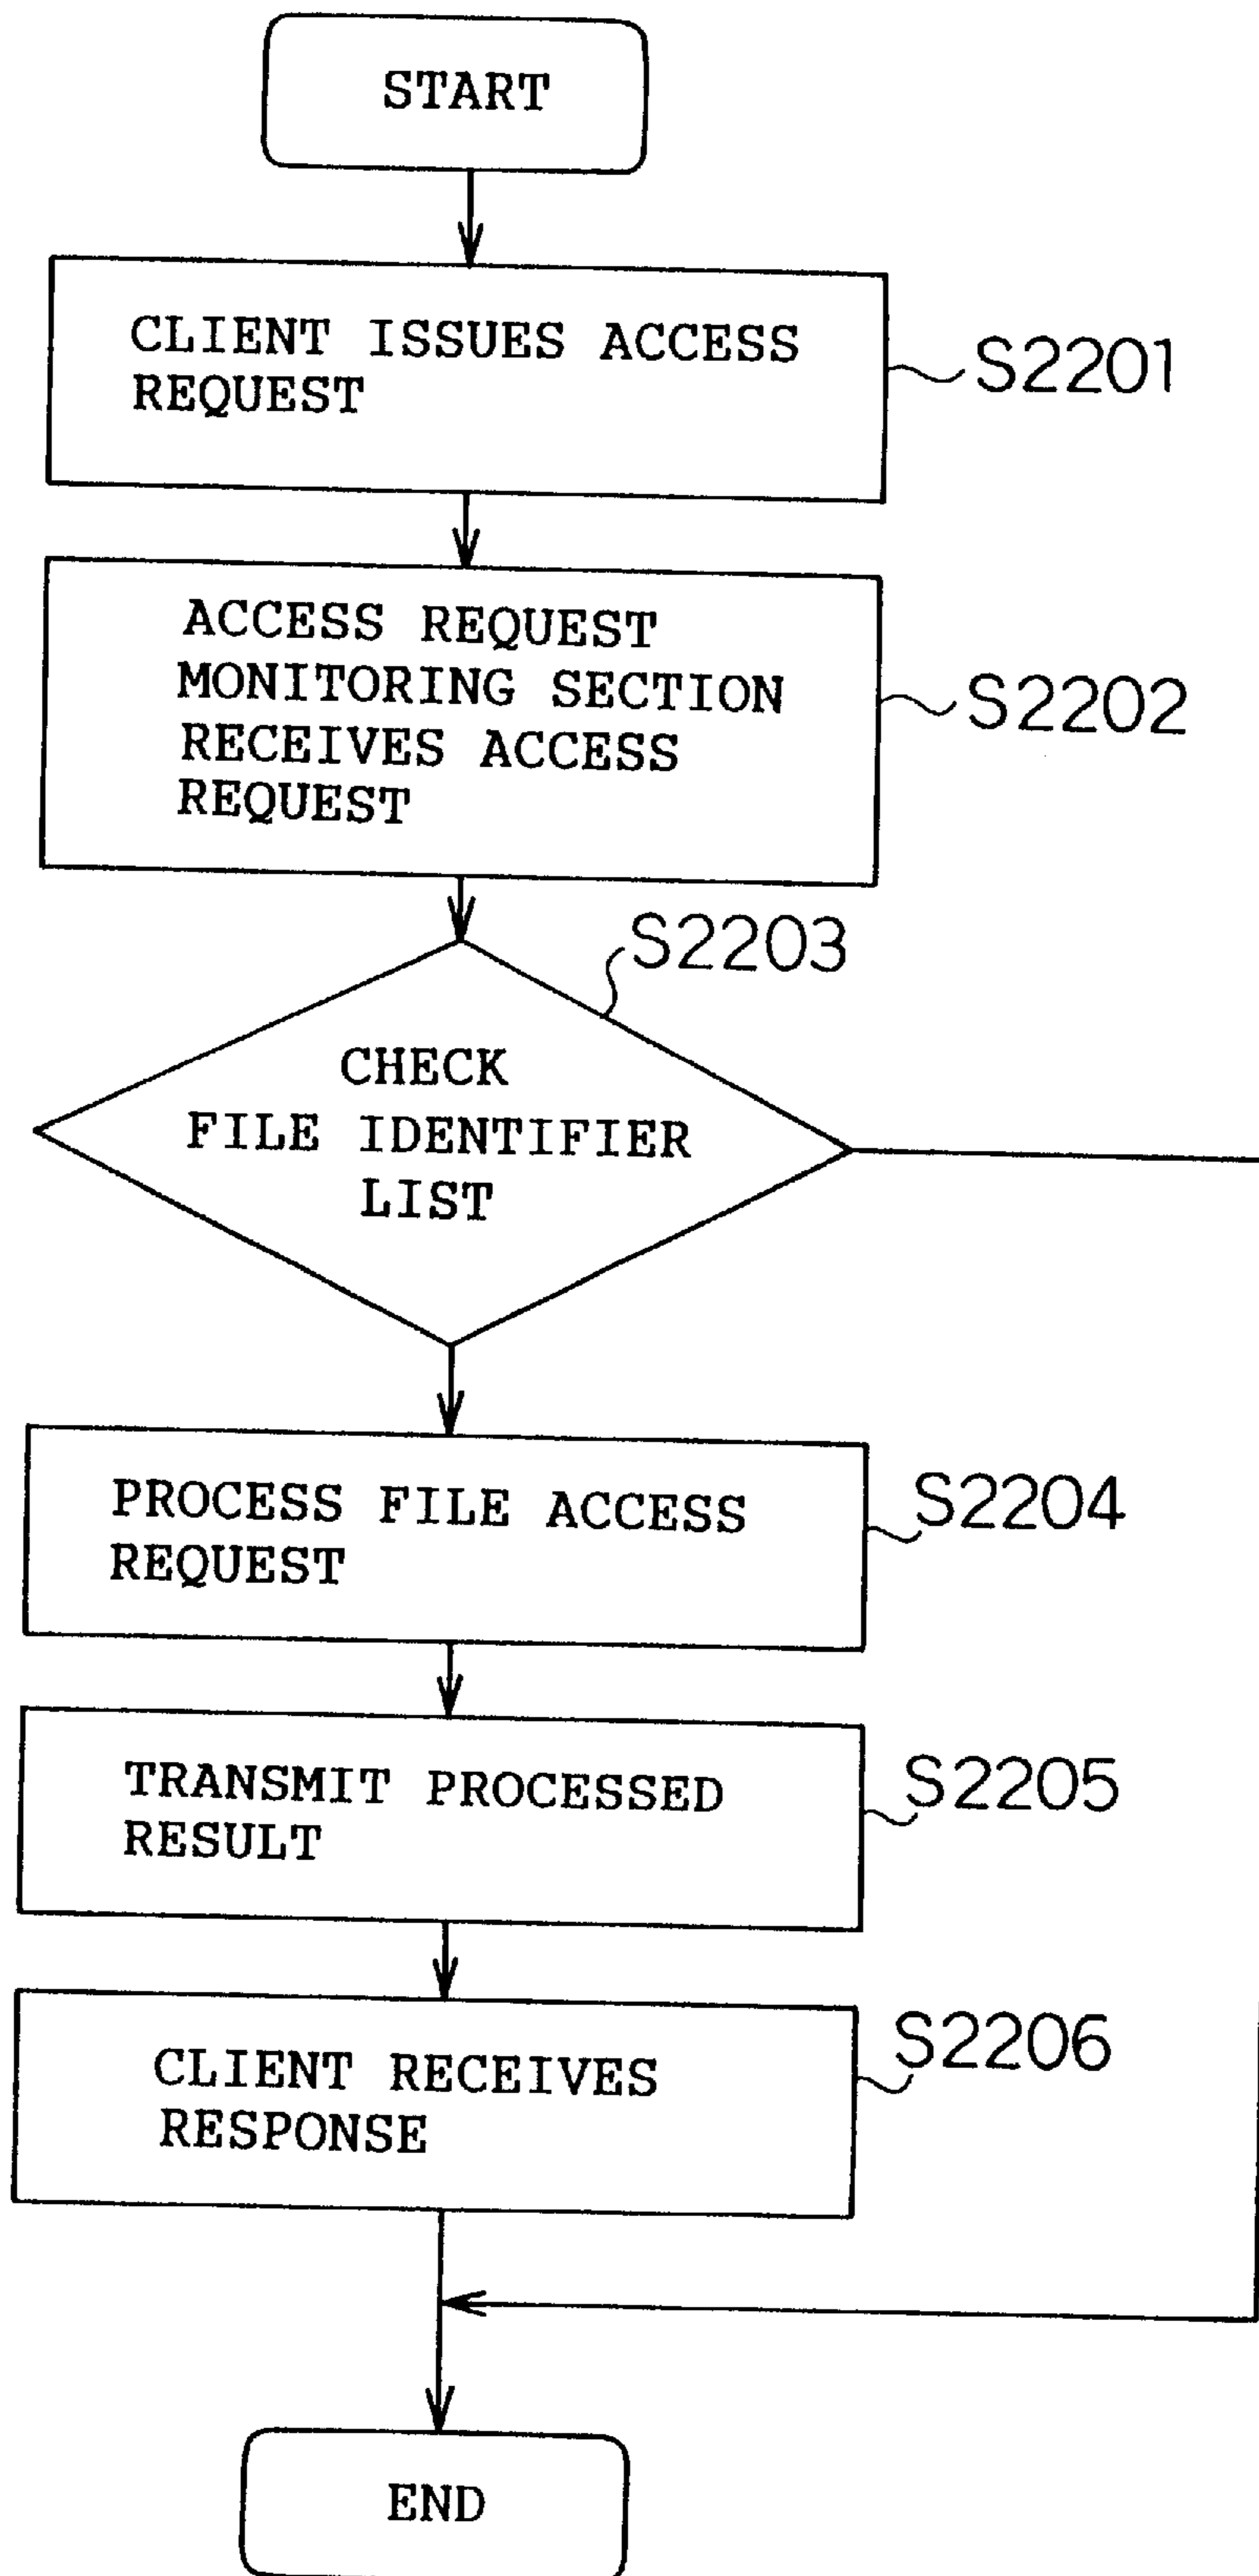 START
CLIENT ISSUES ACCESS
REQUEST
S2201
ACCESS REQUEST
MONITORING SECTION
RECEIVES ACCESS
REQUEST
S2202
S2203
CHECK
FILE IDENTIFIER
LIST
PROCESS FILE ACCESS
REQUEST
S2204
TRANSMIT PROCESSED
RESULT
S2205
CLIENT RECEIVES
RESPONSE
S2206
END